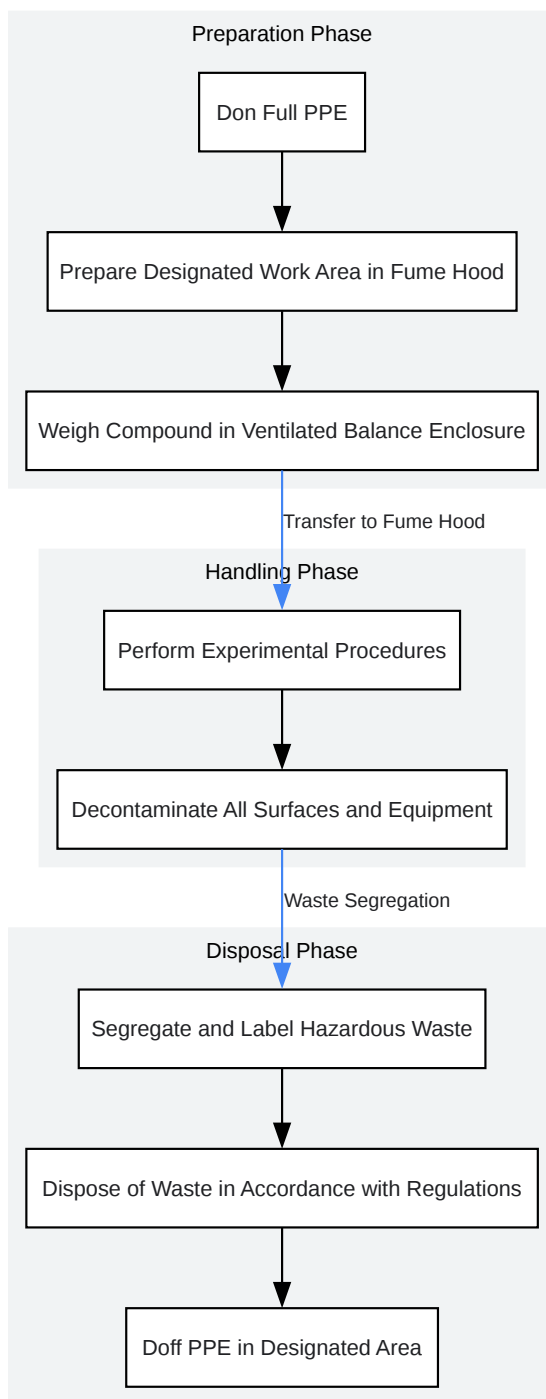 Preparation Phase
Don Full PPE
Prepare Designated Work Area in Fume Hood
Weigh Compound in Ventilated Balance Enclosure
Transfer to Fume Hood
Handling Phase
Perform Experimental Procedures
Decontaminate All Surfaces and Equipment
Waste Segregation
Disposal Phase
Segregate and Label Hazardous Waste
Dispose of Waste in Accordance with Regulations
Doff PPE in Designated Area